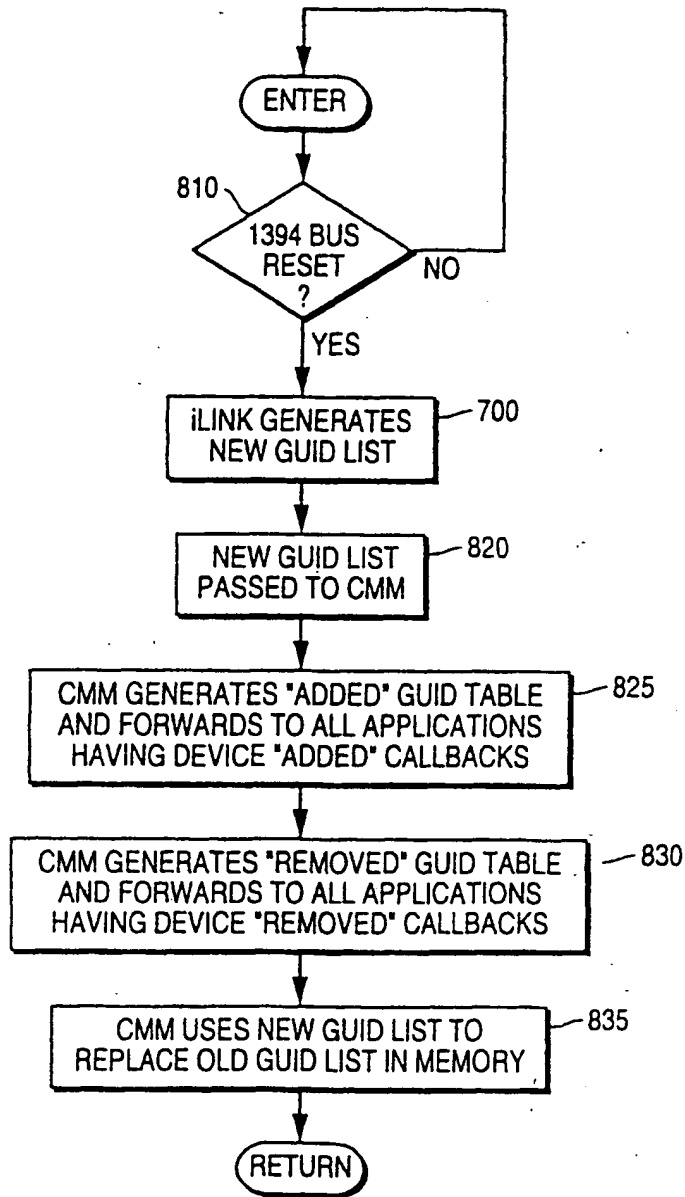 ENTER
810
1394 BUS
RESET
?
NO
YES
iLINK GENERATES
NEW GUID LIST
700
NEW GUID LIST
PASSED TO CMM
820
CMM GENERATES "ADDED" GUID TABLE
AND FORWARDS TO ALL APPLICATIONS
HAVING DEVICE "ADDED" CALLBACKS
825
CMM GENERATES "REMOVED" GUID TABLE
AND FORWARDS TO ALL APPLICATIONS
HAVING DEVICE "REMOVED" CALLBACKS
830
CMM USES NEW GUID LIST TO
REPLACE OLD GUID LIST IN MEMORY
835
RETURN